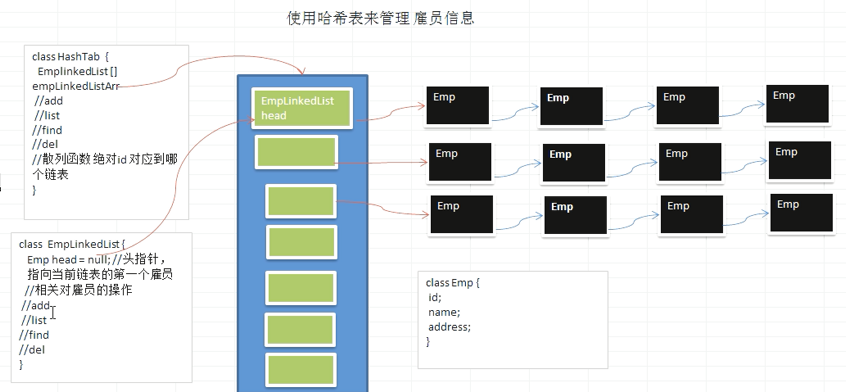 使用哈希表来管理雇员信息
class HashTab {
EmplinkedList []
empLinkedListArr
//add
//list
//find
//del
//散列函数 绝对id 对应到哪
个链表
}
class EmpLinkedList {
Emp head = null; //头指针，
指向当前链表的第一个雇员
//相关对雇员的操作
//add
//list
//find
//del
}
EmpLinkedList
head
Emp
Emp
Emp
Emp
Emp
Emp
Emp
Emp
Emp
Emp
Emp
Emp
class Emp {
id;
name;
address;
}